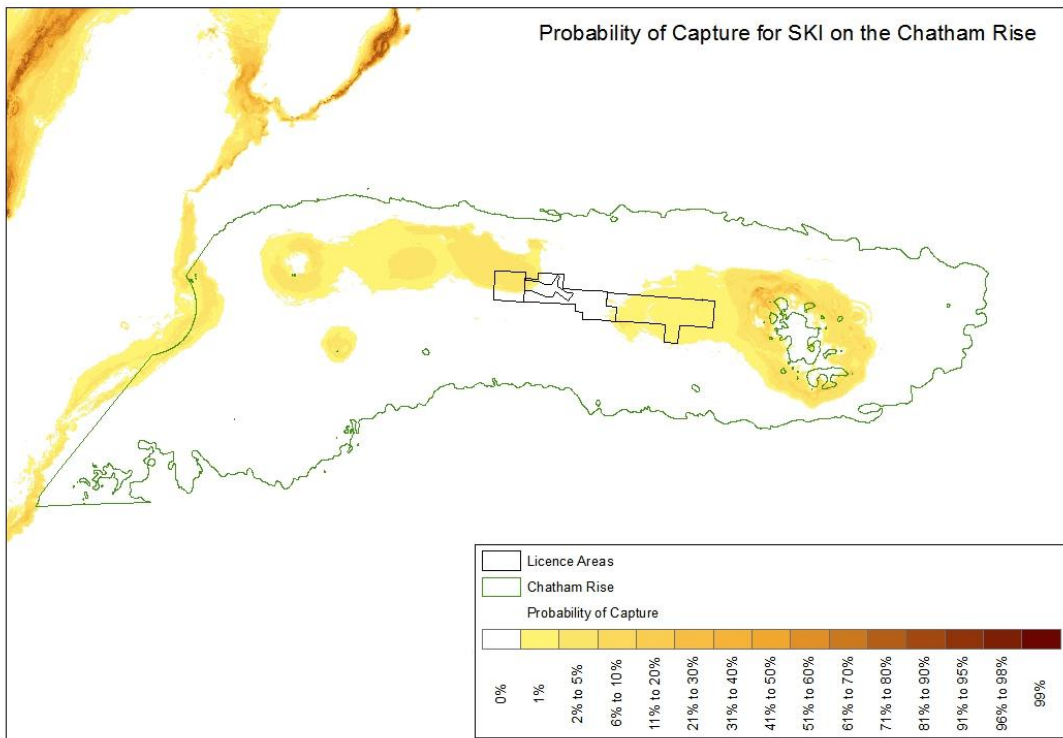 Probability of Capture for SKI on the Chatham Rise
Licence Areas
Chatham Rise
Probability of Capture
0%
1%
2% to 5%
6% to 10%
11% to 20%
21% to 30%
31% to 40%
41% to 50%
51% to 60%
61% to 70%
71% to 80%
81% to 90%
91% to 95%
96% to 98%
99%